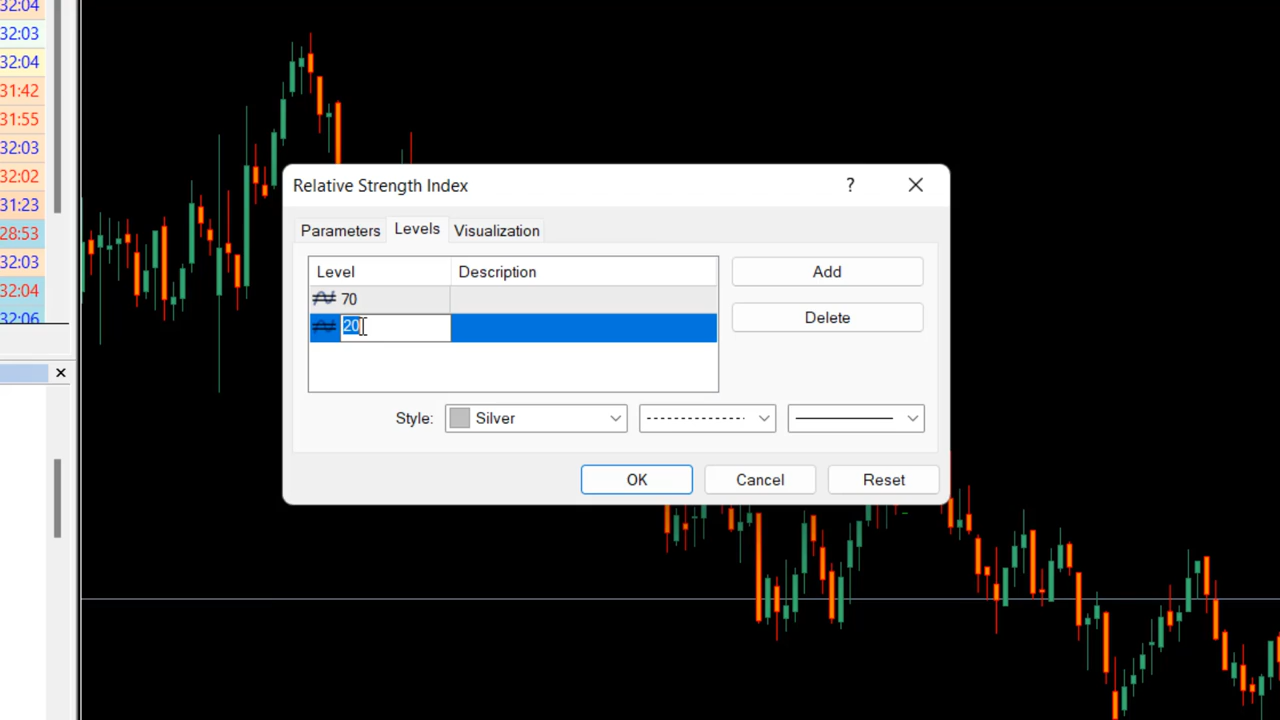 32:04
32:03
32:04
31:42
31:55
32:03
32:02
31:23
28:53
32:03
32:04
32:06
Relative Strength Index
Parameters Levels Visualization
Level Description
70
20
Add
Delete
Style: Silver
OK Cancel Reset